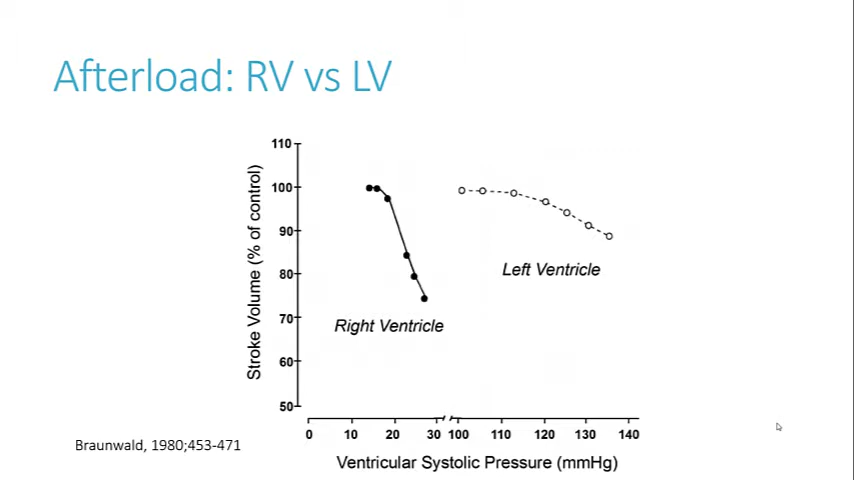 Afterload: RV vs LV
110
100
90
80
70
60
50
Stroke Volume (% of control)
Left Ventricle
Right Ventricle
0 10 20 30 100 110 120 130 140
Ventricular Systolic Pressure (mmHg)
Braunwald, 1980;453-471